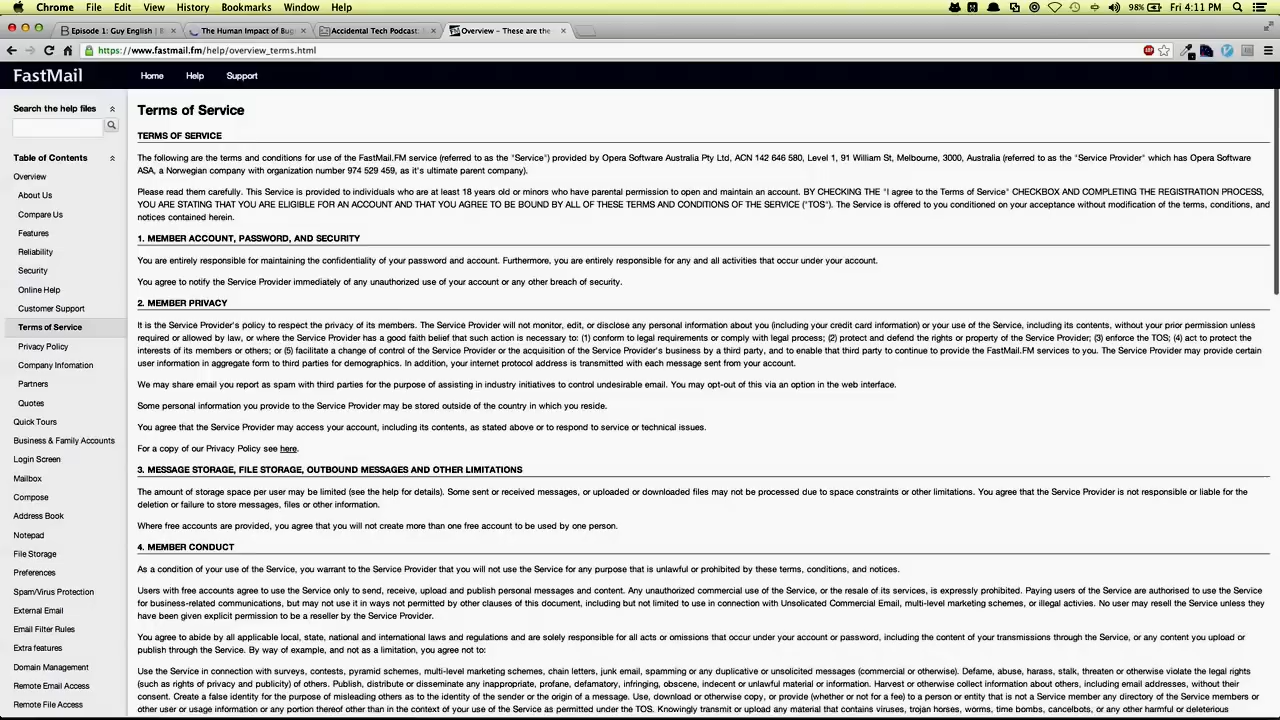 Chrome File Edit View History Bookmarks Window Help 98% Fri 4:11 PM
Episode 1: Guy English | The Human Impact of Bug Accidental Tech Podcast: Overview – These are the
https://www.fastmail.fm/help/overview_terms.html
FastMail Home Help Support
Search the help files
Table of Contents
Overview
About Us
Compare Us
Features
Reliability
Security
Online Help
Customer Support
Terms of Service
Privacy Policy
Company Information
Partners
Quotes
Quick Tours
Business & Family Accounts
Login Screen
Mailbox
Compose
Address Book
Notepad
File Storage
Preferences
Spam/Virus Protection
External Email
Email Filter Rules
Extra features
Domain Management
Remote Email Access
Remote File Access
Terms of Service
TERMS OF SERVICE
The following are the terms and conditions for use of the FastMail.FM service (referred to as the "Service") provided by Opera Software Australia Pty Ltd, ACN 142 646 580, Level 1, 91 William St, Melbourne, 3000, Australia (referred to as the "Service Provider" which has Opera Software
ASA, a Norwegian company with organization number 974 529 459, as it's ultimate parent company).
Please read them carefully. This Service is provided to individuals who are at least 18 years old or minors who have parental permission to open and maintain an account. BY CHECKING THE "I agree to the Terms of Service" CHECKBOX AND COMPLETING THE REGISTRATION PROCESS,
YOU ARE STATING THAT YOU ARE ELIGIBLE FOR AN ACCOUNT AND THAT YOU AGREE TO BE BOUND BY ALL OF THESE TERMS AND CONDITIONS OF THE SERVICE ("TOS"). The Service is offered to you conditioned on your acceptance without modification of the terms, conditions, and
notices contained herein.
1. MEMBER ACCOUNT, PASSWORD, AND SECURITY
You are entirely responsible for maintaining the confidentiality of your password and account. Furthermore, you are entirely responsible for any and all activities that occur under your account.
You agree to notify the Service Provider immediately of any unauthorized use of your account or any other breach of security.
2. MEMBER PRIVACY
It is the Service Provider's policy to respect the privacy of its members. The Service Provider will not monitor, edit, or disclose any personal information about you (including your credit card information) or your use of the Service, including its contents, without your prior permission unless
required or allowed by law, or where the Service Provider has a good faith belief that such action is necessary to: (1) conform to legal requirements or comply with legal process; (2) protect and defend the rights or property of the Service Provider; (3) enforce the TOS; (4) act to protect the
interests of its members or others; or (5) facilitate a change of control of the Service Provider or the acquisition of the Service Provider's business by a third party, and to enable that third party to continue to provide the FastMail.FM services to you. The Service Provider may provide certain
user information in aggregate form to third parties for demographics. In addition, your internet protocol address is transmitted with each message sent from your account.
We may share email you report as spam with third parties for the purpose of assisting in industry initiatives to control undesirable email. You may opt-out of this via an option in the web interface.
Some personal information you provide to the Service Provider may be stored outside of the country in which you reside.
You agree that the Service Provider may access your account, including its contents, as stated above or to respond to service or technical issues.
For a copy of our Privacy Policy see here.
3. MESSAGE STORAGE, FILE STORAGE, OUTBOUND MESSAGES AND OTHER LIMITATIONS
The amount of storage space per user may be limited (see the help for details). Some sent or received messages, or uploaded or downloaded files may not be processed due to space constraints or other limitations. You agree that the Service Provider is not responsible or liable for the
deletion or failure to store messages, files or other information.
Where free accounts are provided, you agree that you will not create more than one free account to be used by one person.
4. MEMBER CONDUCT
As a condition of your use of the Service, you warrant to the Service Provider that you will not use the Service for any purpose that is unlawful or prohibited by these terms, conditions, and notices.
Users with free accounts agree to use the Service only to send, receive, upload and publish personal messages and content. Any unauthorized commercial use of the Service, or the resale of its services, is expressly prohibited. Paying users of the Service are authorised to use the Service
for business-related communications, but may not use it in ways not permitted by other clauses of this document, including but not limited to use in connection with Unsolicated Commercial Email, multi-level marketing schemes, or illegal activies. No user may resell the Service unless they
have been given explicit permission to be a reseller by the Service Provider.
You agree to abide by all applicable local, state, national and international laws and regulations and are solely responsible for all acts or omissions that occur under your account or password, including the content of your transmissions through the Service, or any content you upload or
publish through the Service. By way of example, and not as a limitation, you agree not to:
Use the Service in connection with surveys, contests, pyramid schemes, multi-level marketing schemes, chain letters, junk email, spamming or any duplicative or unsolicited messages (commercial or otherwise). Defame, abuse, harass, stalk, threaten or otherwise violate the legal rights
(such as rights of privacy and publicity) of others. Publish, distribute or disseminate any inappropriate, profane, defamatory, infringing, obscene, indecent or unlawful material or information. Harvest or otherwise collect information about others, including email addresses, without their
consent. Create a false identity for the purpose of misleading others as to the identity of the sender or the origin of a message. Use, download or otherwise copy, or provide (whether or not for a fee) to a person or entity that is not a Service member any directory of the Service members or
other user or usage information or any portion thereof other than in the context of your use of the Service as permitted under the TOS. Knowingly transmit or upload any material that contains viruses, trojan horses, worms, time bombs, cancelbots, or any other harmful or deleterious